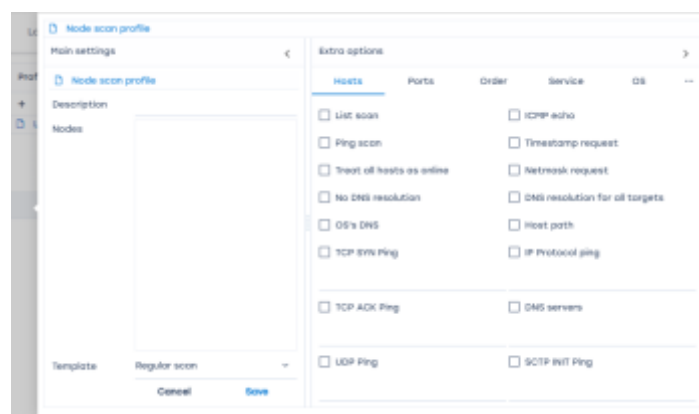 Node scan profile
Main settings
Node scan profile
Description
Nodes
Template
Regular scan
Cancel
Save
Extra options
Hosts
Ports
Order
Service
OS
List scan
ICMP echo
Ping scan
Timestamp request
Treat all hosts as online
Netmask request
No DNS resolution
DNS resolution for all targets
OS's DNS
Host path
TCP SYN Ping
IP Protocol ping
TCP ACK Ping
DNS servers
UDP Ping
SCTP INIT Ping